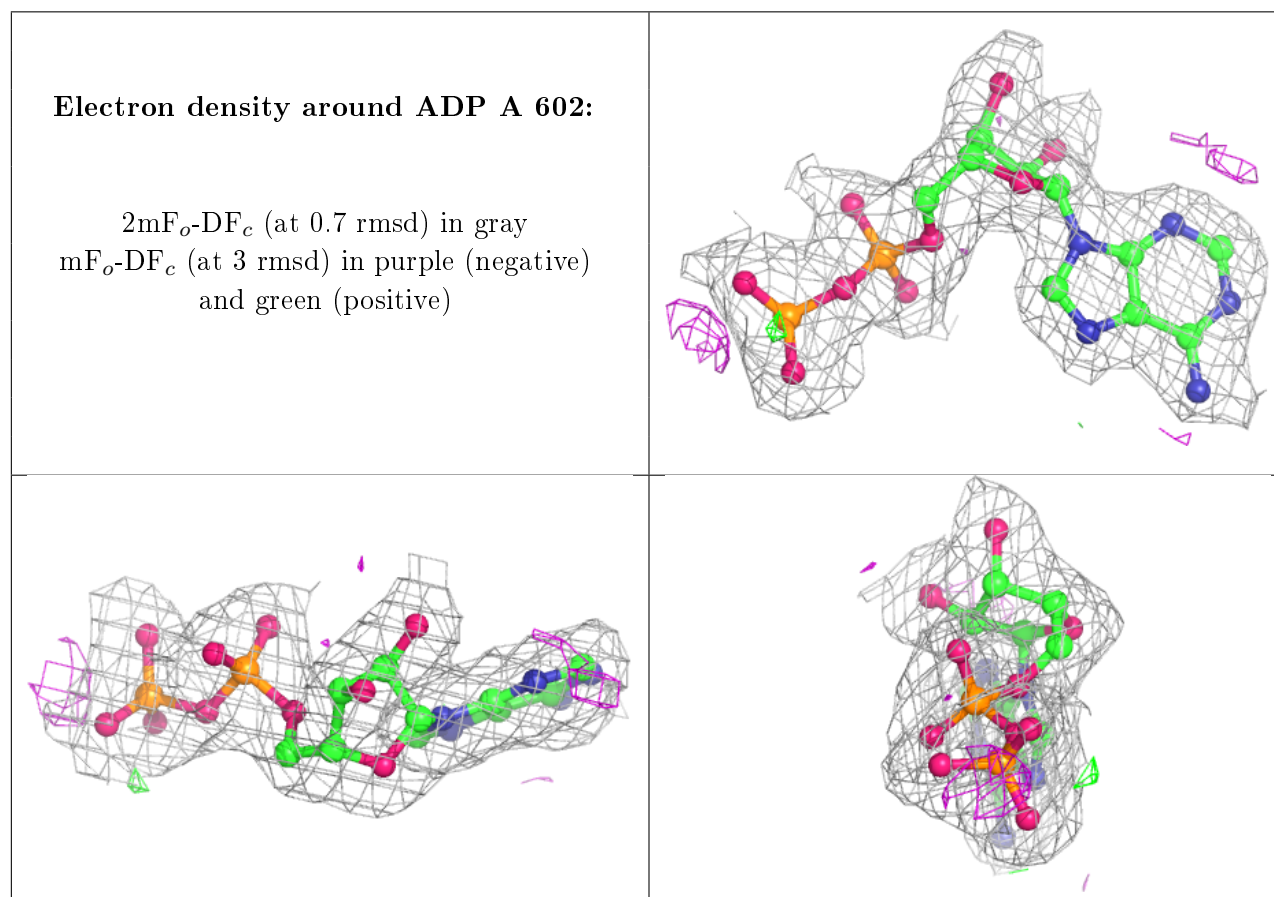 Electron density around ADP A 602:
2mFₒ-DF𝒸 (at 0.7 rmsd) in gray
mFₒ-DF𝒸 (at 3 rmsd) in purple (negative)
and green (positive)